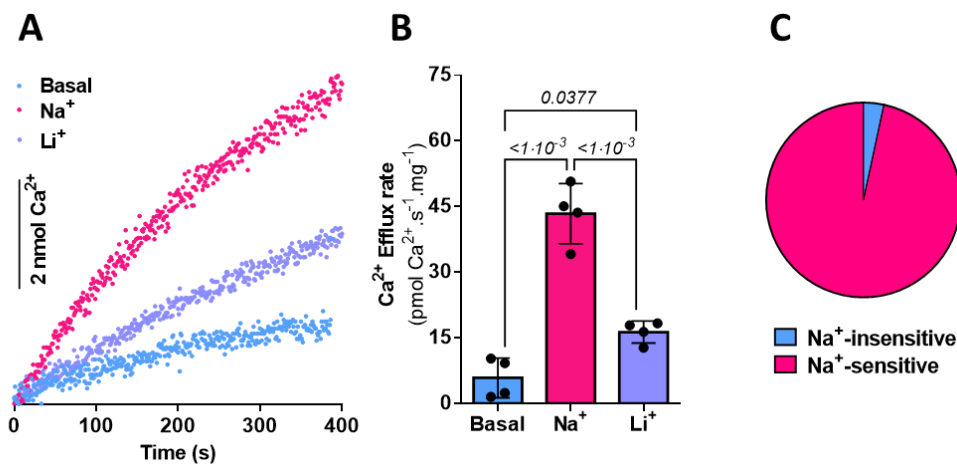 A
Basal
Na⁺
Li⁺
2 nmol Ca²⁺
0
100
200
300
400
Time (s)
B
Ca²⁺ Efflux rate
(pmol Ca²⁺.s⁻¹.mg⁻¹)
75
60
45
30
15
0
0.0377
<1·10⁻³
<1·10⁻³
Basal
Na⁺
Li⁺
C
Na⁺-insensitive
Na⁺-sensitive